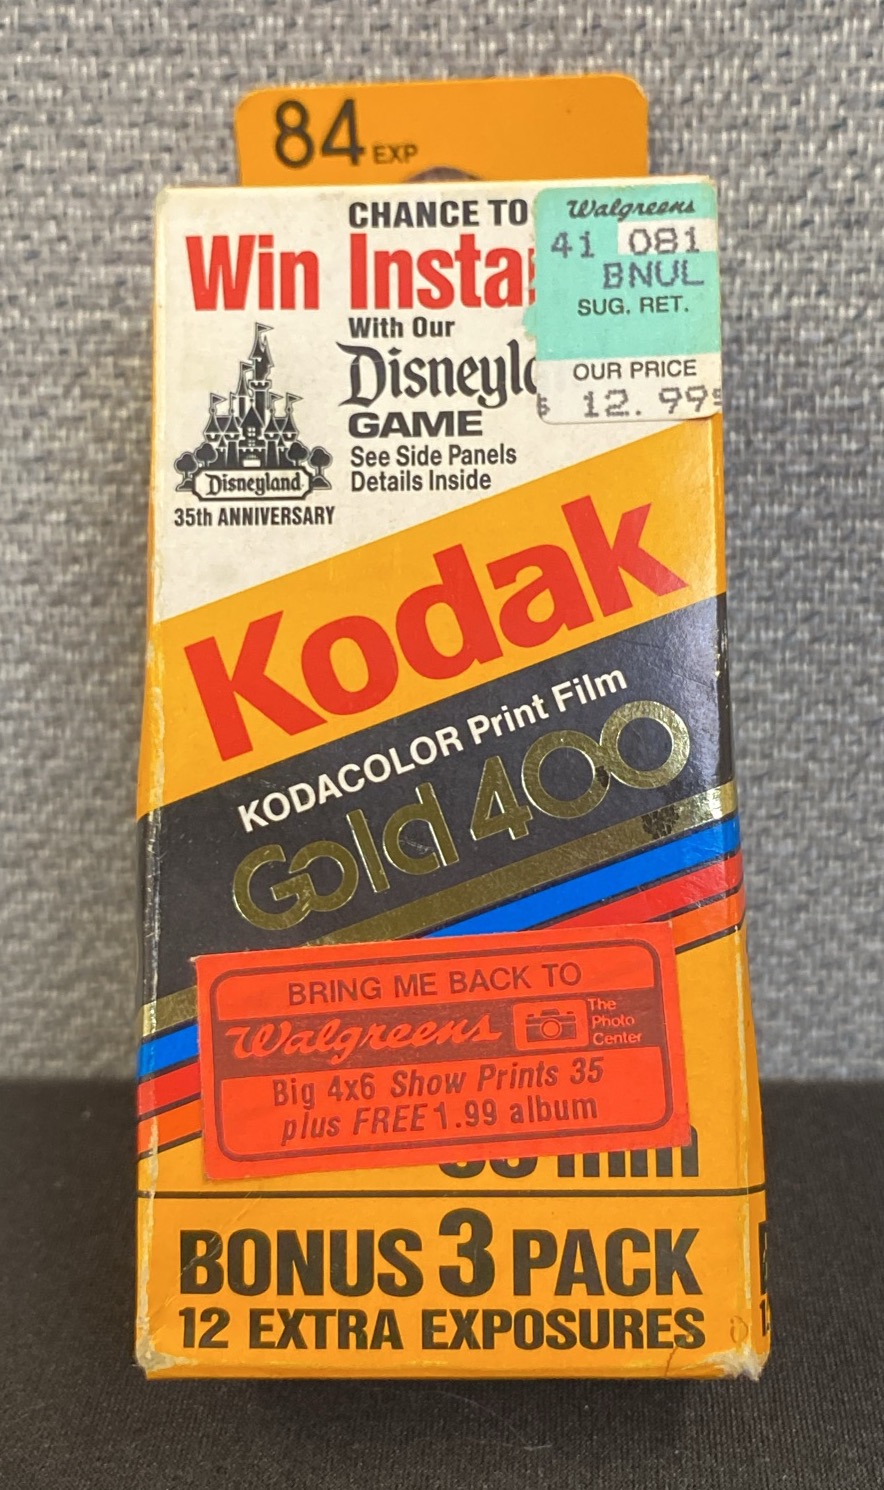 84 EXP
CHANCE TO
Win Insta
With Our
Disneyla
GAME
See Side Panels
Details Inside
Disneyland
35th ANNIVERSARY
Walgreens
41 081
BNUL
SUG. RET.
OUR PRICE
$ 12.99
Kodak
KODACOLOR Print Film
Gold 400
BRING ME BACK TO
Walgreens
The
Photo
Center
Big 4x6 Show Prints 35
plus FREE 1.99 album
mm
BONUS 3 PACK
12 EXTRA EXPOSURES